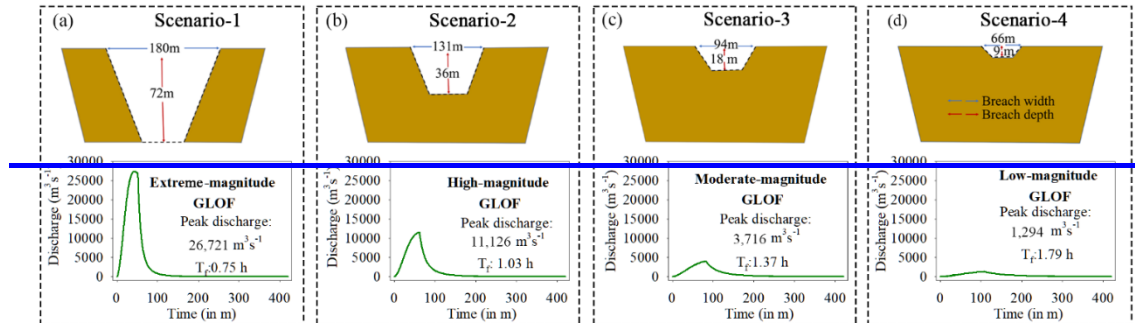 (a) Scenario-1
180m
72m
30000
25000
20000
15000
10000
5000
0
Discharge (m³s⁻¹)
Extreme-magnitude
GLOF
Peak discharge:
26,721 m³s⁻¹
Tf:0.75 h
0 100 200 300 400
Time (in m)
(b) Scenario-2
131m
36m
30000
25000
20000
15000
10000
5000
0
Discharge (m³s⁻¹)
High-magnitude
GLOF
Peak discharge:
11,126 m³s⁻¹
Tf: 1.03 h
0 100 200 300 400
Time (in m)
(c) Scenario-3
94m
18 m
30000
25000
20000
15000
10000
5000
0
Discharge (m³s⁻¹)
Moderate-magnitude
GLOF
Peak discharge:
3,716 m³s⁻¹
Tf:1.37 h
0 100 200 300 400
Time (in m)
(d) Scenario-4
66m
9 m
Breach width
Breach depth
30000
25000
20000
15000
10000
5000
0
Discharge (m³s⁻¹)
Low-magnitude
GLOF
Peak discharge:
1,294 m³s⁻¹
Tf:1.79 h
0 100 200 300 400
Time (in m)